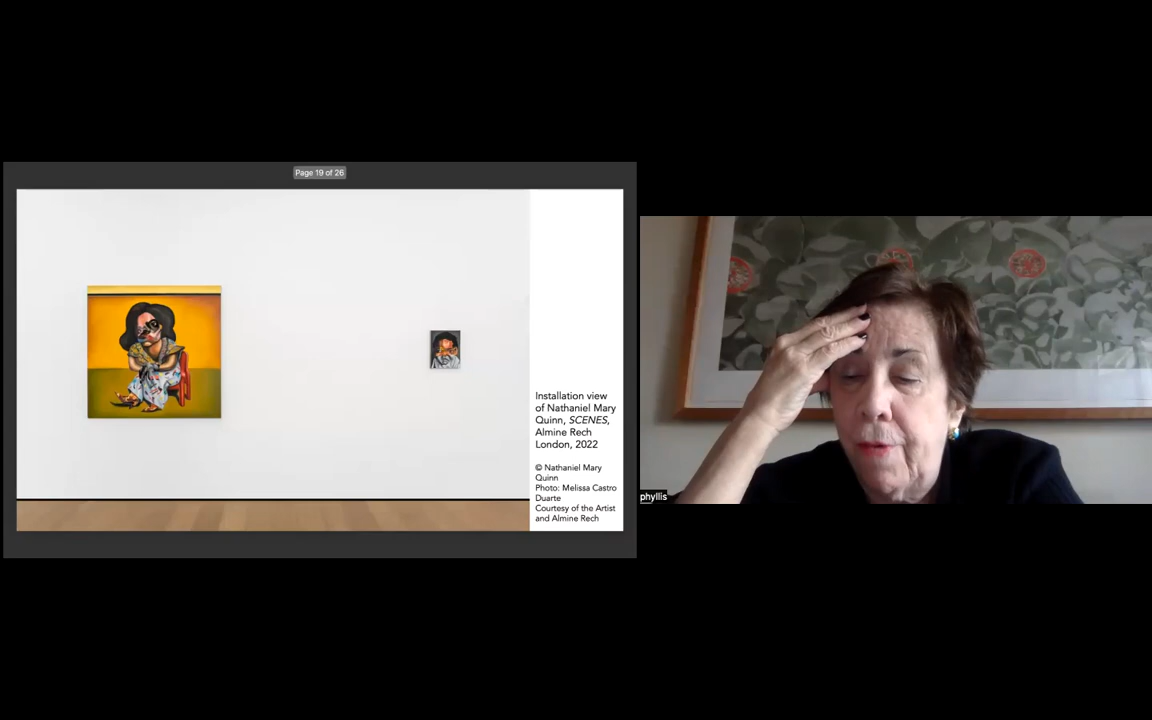 Page 19 of 26
Installation view
of Nathaniel Mary
Quinn, SCENES,
Almine Rech
London, 2022
© Nathaniel Mary
Quinn
Photo: Melissa Castro
Duarte
Courtesy of the Artist
and Almine Rech
phyllis